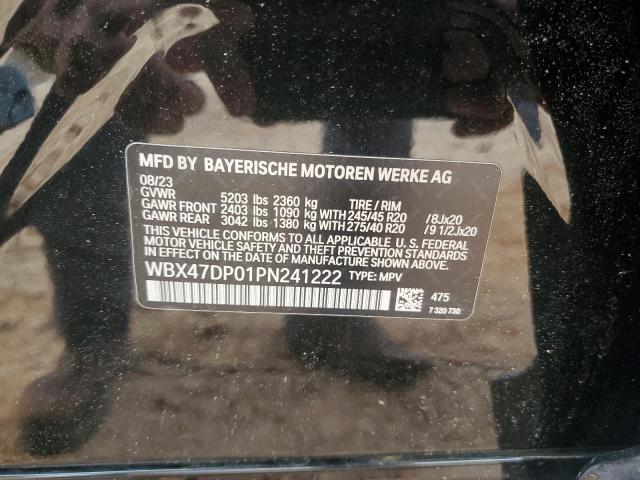 MFD BY BAYERISCHE MOTOREN WERKE AG
08/23
GVWR 5203 lbs 2360 kg TIRE / RIM
GAWR FRONT 2403 lbs 1090 kg WITH 245/45 R20 /8Jx20
GAWR REAR 3042 lbs 1380 kg WITH 275/40 R20 /9 1/2Jx20
THIS VEHICLE CONFORMS TO ALL APPLICABLE U.S. FEDERAL
MOTOR VEHICLE SAFETY AND THEFT PREVENTION STANDARDS
IN EFFECT ON THE DATE OF MANUFACTURE SHOWN ABOVE.
WBX47DP01PN241222 TYPE: MPV
475
7 320 730